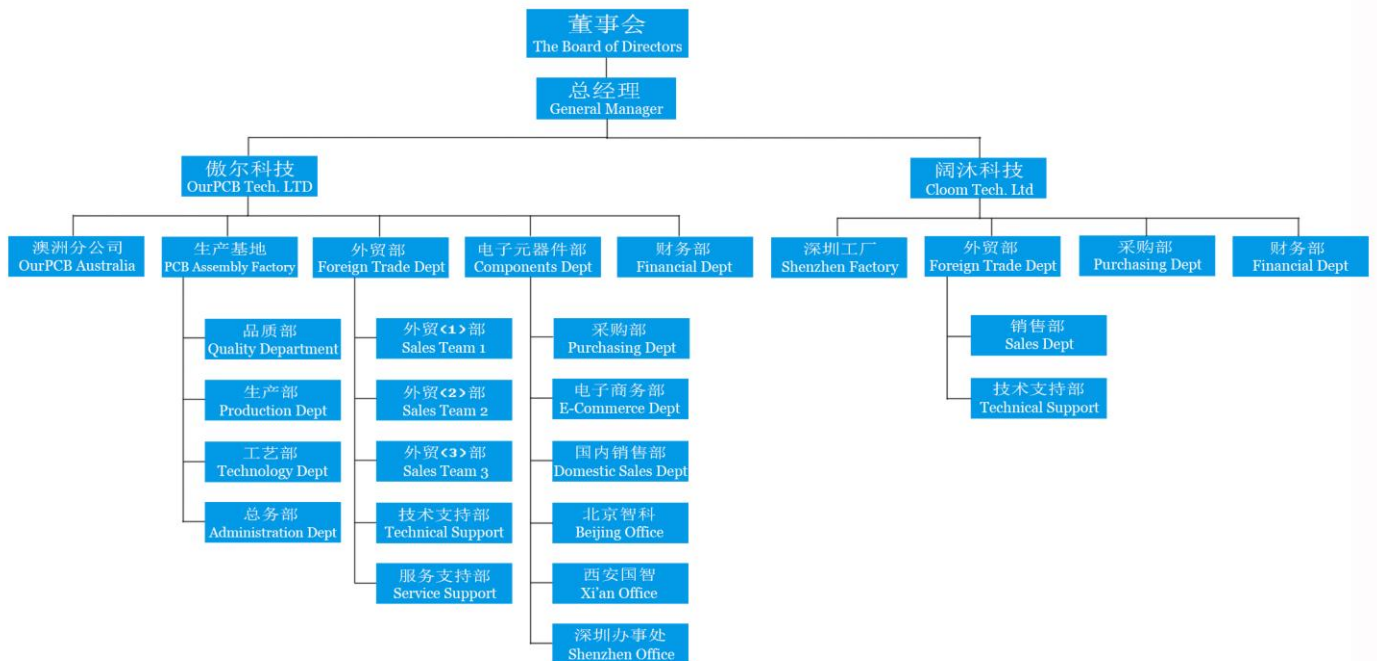 董事会
The Board of Directors
总经理
General Manager
傲尔科技
OurPCB Tech. LTD
阔沐科技
Cloom Tech. Ltd
澳洲分公司
OurPCB Australia
生产基地
PCB Assembly Factory
外贸部
Foreign Trade Dept
电子元器件部
Components Dept
财务部
Financial Dept
深圳工厂
Shenzhen Factory
外贸部
Foreign Trade Dept
采购部
Purchasing Dept
财务部
Financial Dept
品质部
Quality Department
生产部
Production Dept
工艺部
Technology Dept
总务部
Administration Dept
外贸<1>部
Sales Team 1
外贸<2>部
Sales Team 2
外贸<3>部
Sales Team 3
技术支持部
Technical Support
服务支持部
Service Support
采购部
Purchasing Dept
电子商务部
E-Commerce Dept
国内销售部
Domestic Sales Dept
北京智科
Beijing Office
西安国智
Xi'an Office
深圳办事处
Shenzhen Office
销售部
Sales Dept
技术支持部
Technical Support